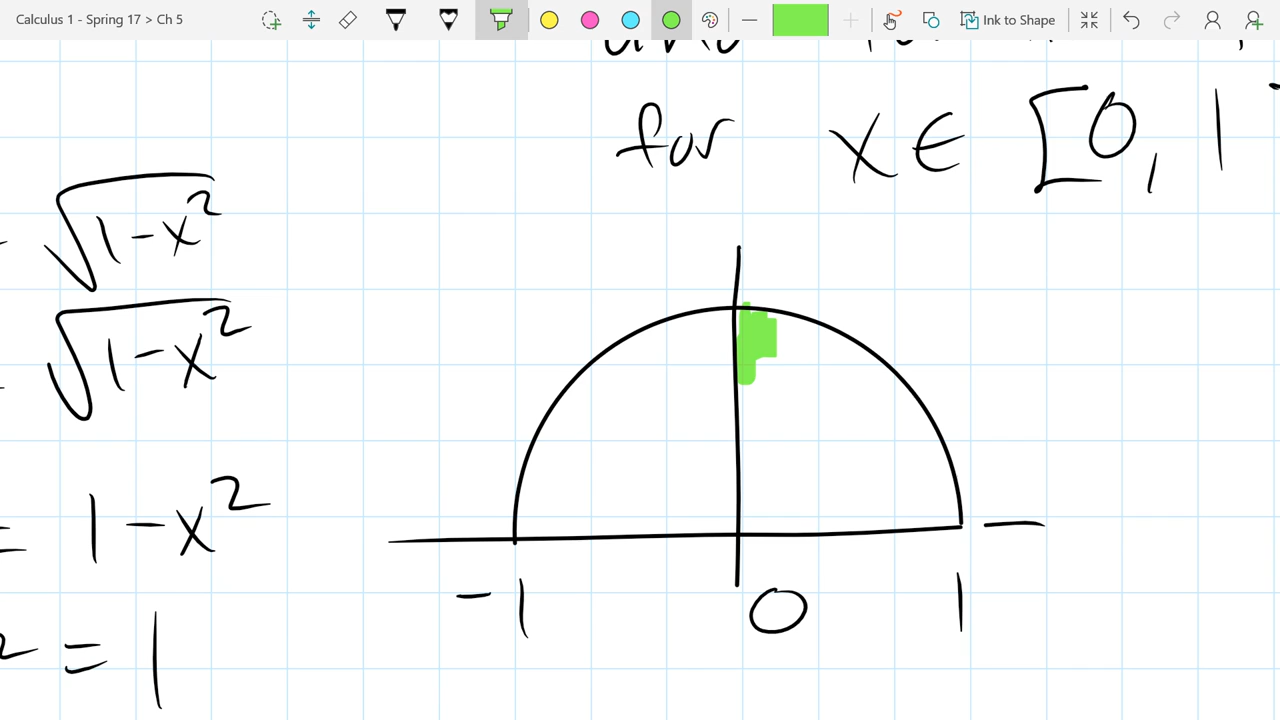 Calculus 1 - Spring 17 > Ch 5
Ink to Shape
for x ∈ [0, 1
√(1-x²)
√(1-x²)
= 1-x²
² = 1
-1 0 1